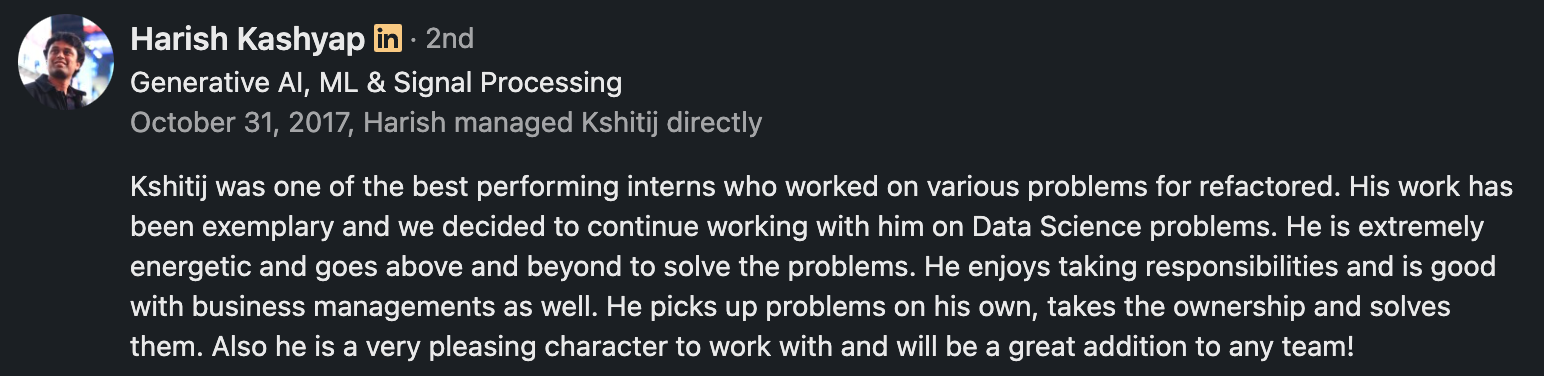 Harish Kashyap in · 2nd
Generative AI, ML & Signal Processing
October 31, 2017, Harish managed Kshitij directly
Kshitij was one of the best performing interns who worked on various problems for refactored. His work has
been exemplary and we decided to continue working with him on Data Science problems. He is extremely
energetic and goes above and beyond to solve the problems. He enjoys taking responsibilities and is good
with business managements as well. He picks up problems on his own, takes the ownership and solves
them. Also he is a very pleasing character to work with and will be a great addition to any team!